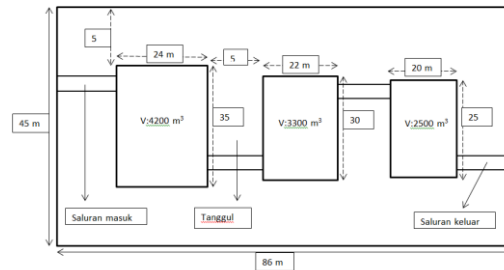 5
24 m
5
22 m
20 m
45 m
V:4200 m³
35
V:3300 m³
30
V:2500 m³
25
Saluran masuk
Tanggul
Saluran keluar
86 m